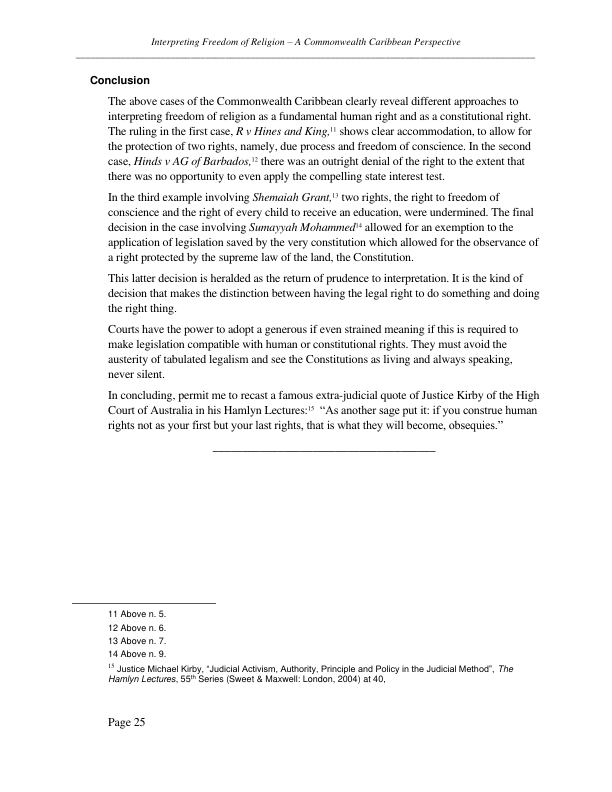 Interpreting Freedom of Religion – A Commonwealth Caribbean Perspective
Conclusion
The above cases of the Commonwealth Caribbean clearly reveal different approaches to
interpreting freedom of religion as a fundamental human right and as a constitutional right.
The ruling in the first case, R v Hines and King,11 shows clear accommodation, to allow for
the protection of two rights, namely, due process and freedom of conscience. In the second
case, Hinds v AG of Barbados,12 there was an outright denial of the right to the extent that
there was no opportunity to even apply the compelling state interest test.
In the third example involving Shemaiah Grant,13 two rights, the right to freedom of
conscience and the right of every child to receive an education, were undermined. The final
decision in the case involving Sumayyah Mohammed14 allowed for an exemption to the
application of legislation saved by the very constitution which allowed for the observance of
a right protected by the supreme law of the land, the Constitution.
This latter decision is heralded as the return of prudence to interpretation. It is the kind of
decision that makes the distinction between having the legal right to do something and doing
the right thing.
Courts have the power to adopt a generous if even strained meaning if this is required to
make legislation compatible with human or constitutional rights. They must avoid the
austerity of tabulated legalism and see the Constitutions as living and always speaking,
never silent.
In concluding, permit me to recast a famous extra-judicial quote of Justice Kirby of the High
Court of Australia in his Hamlyn Lectures:15 “As another sage put it: if you construe human
rights not as your first but your last rights, that is what they will become, obsequies.”
11 Above n. 5.
12 Above n. 6.
13 Above n. 7.
14 Above n. 9.
15 Justice Michael Kirby, “Judicial Activism, Authority, Principle and Policy in the Judicial Method”, The
Hamlyn Lectures, 55th Series (Sweet & Maxwell: London, 2004) at 40,
Page 25